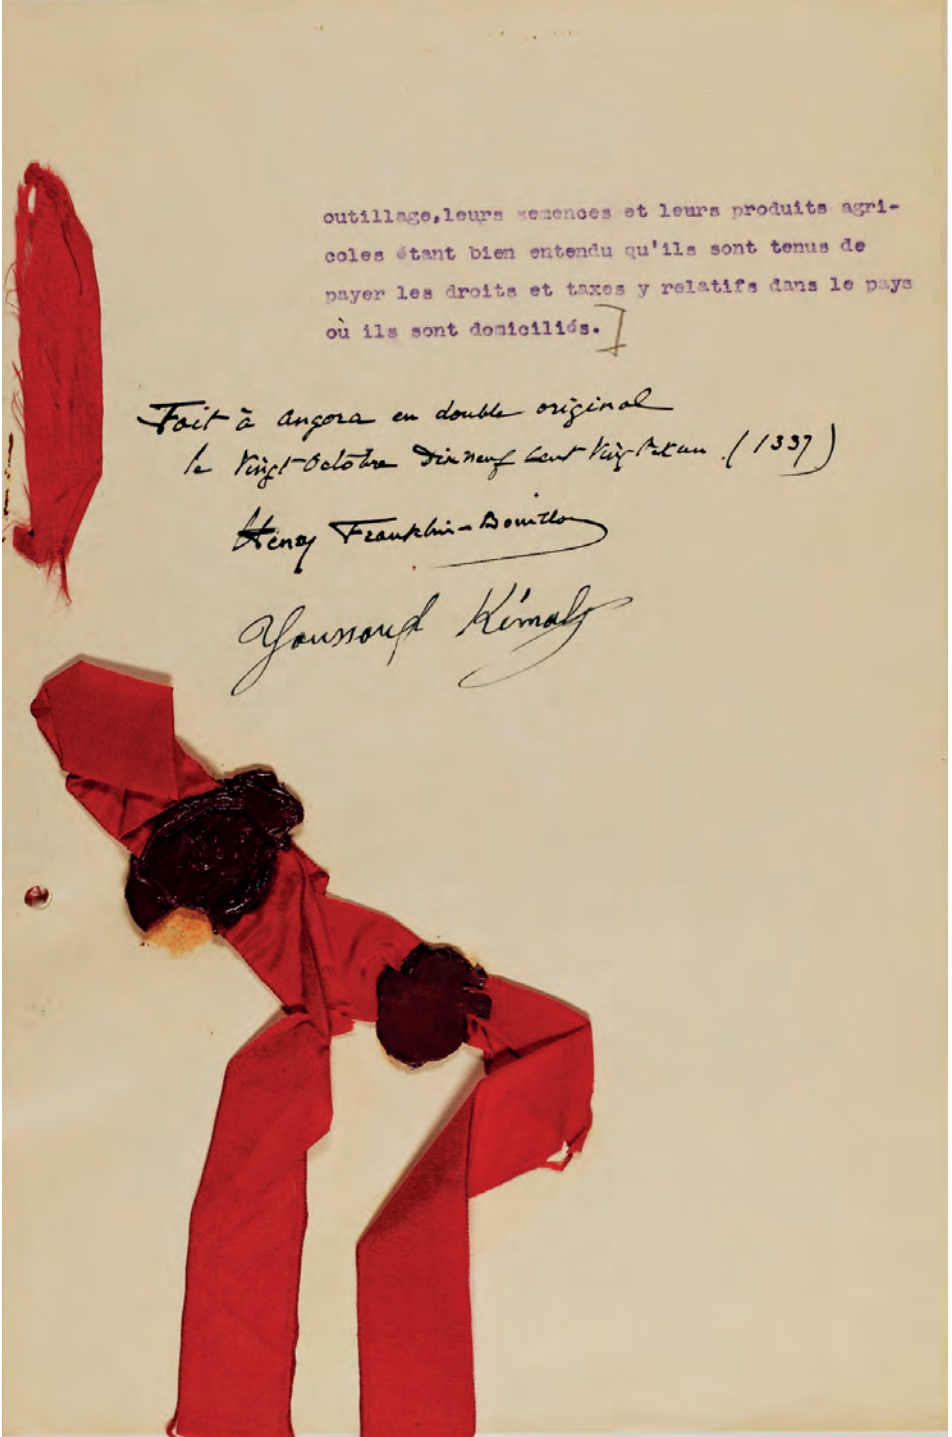 outillage,leurs semences et leurs produits agri-
coles étant bien entendu qu'ils sont tenus de
payer les droits et taxes y relatifs dans le pays
où ils sont domiciliés.]
Fait à Angora en double original
le Vingt Octobre Dix neuf Cent Vingt et un. (1337)
Henry Franklin-Bouillon
Youssouf Kémal